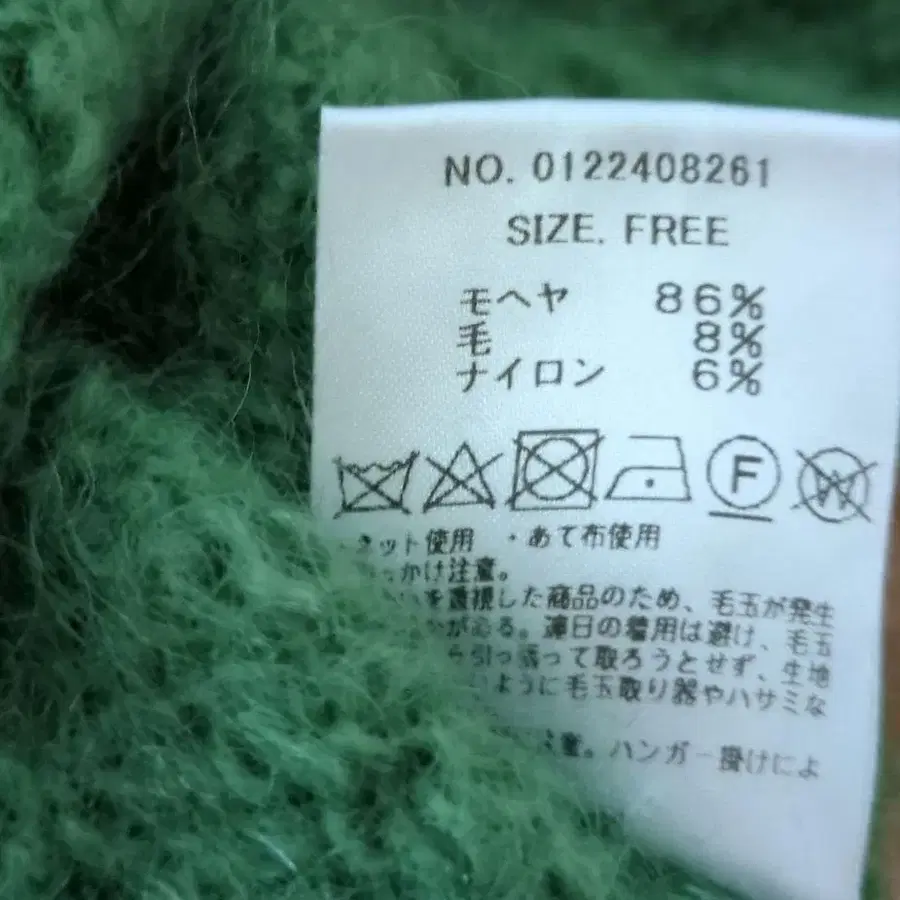 NO. 0122408261
SIZE. FREE
モヘヤ 86%
毛 8%
ナイロン 6%
F
W
・ネット使用 ・あて布使用
かけ注意。
を重視した商品のため、毛玉が発生
がある。連日の着用は避け、毛玉
引っ張って取ろうとせず、生地
いように毛玉取り器やハサミな
注意。ハンガー掛けによ